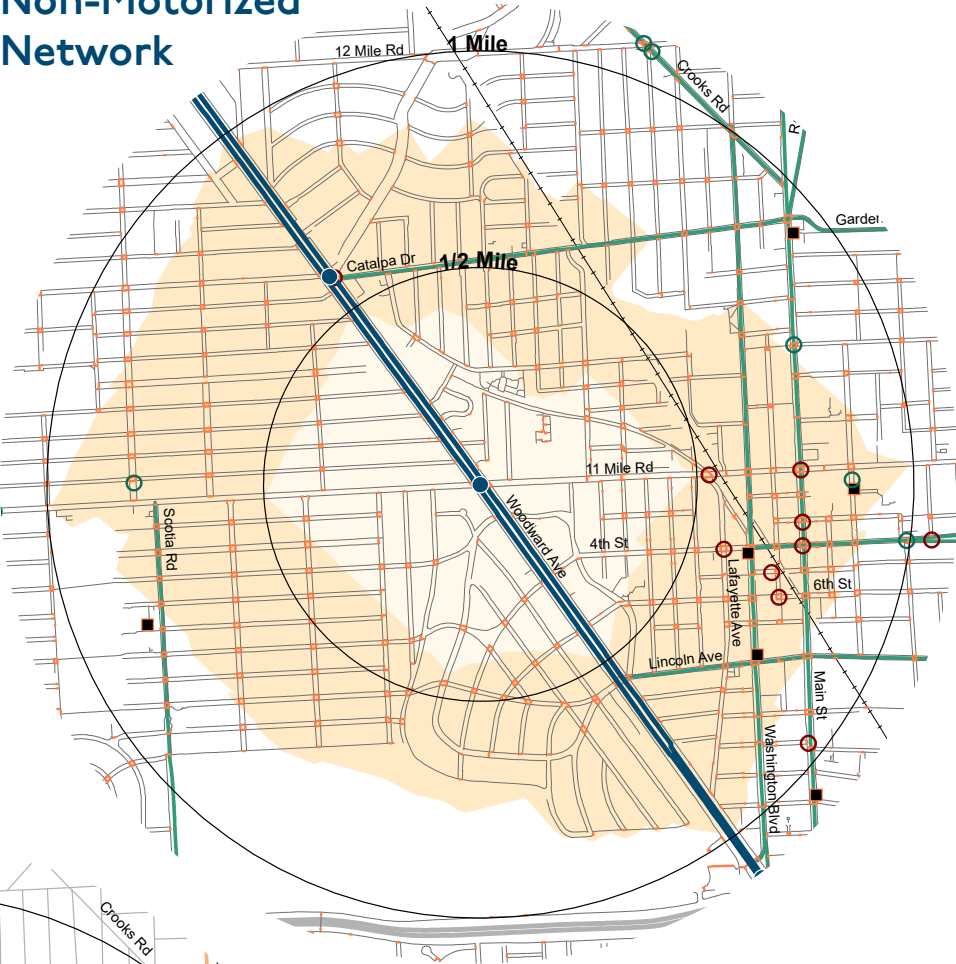 Non-Motorized
Network
12 Mile Rd
1 Mile
Crooks Rd
R.
Garden
Catalpa Dr
1/2 Mile
11 Mile Rd
Woodward Ave
4th St
Scotia Rd
Lafayette Ave
6th St
Lincoln Ave
Main St
Washington Blvd
Crooks Rd